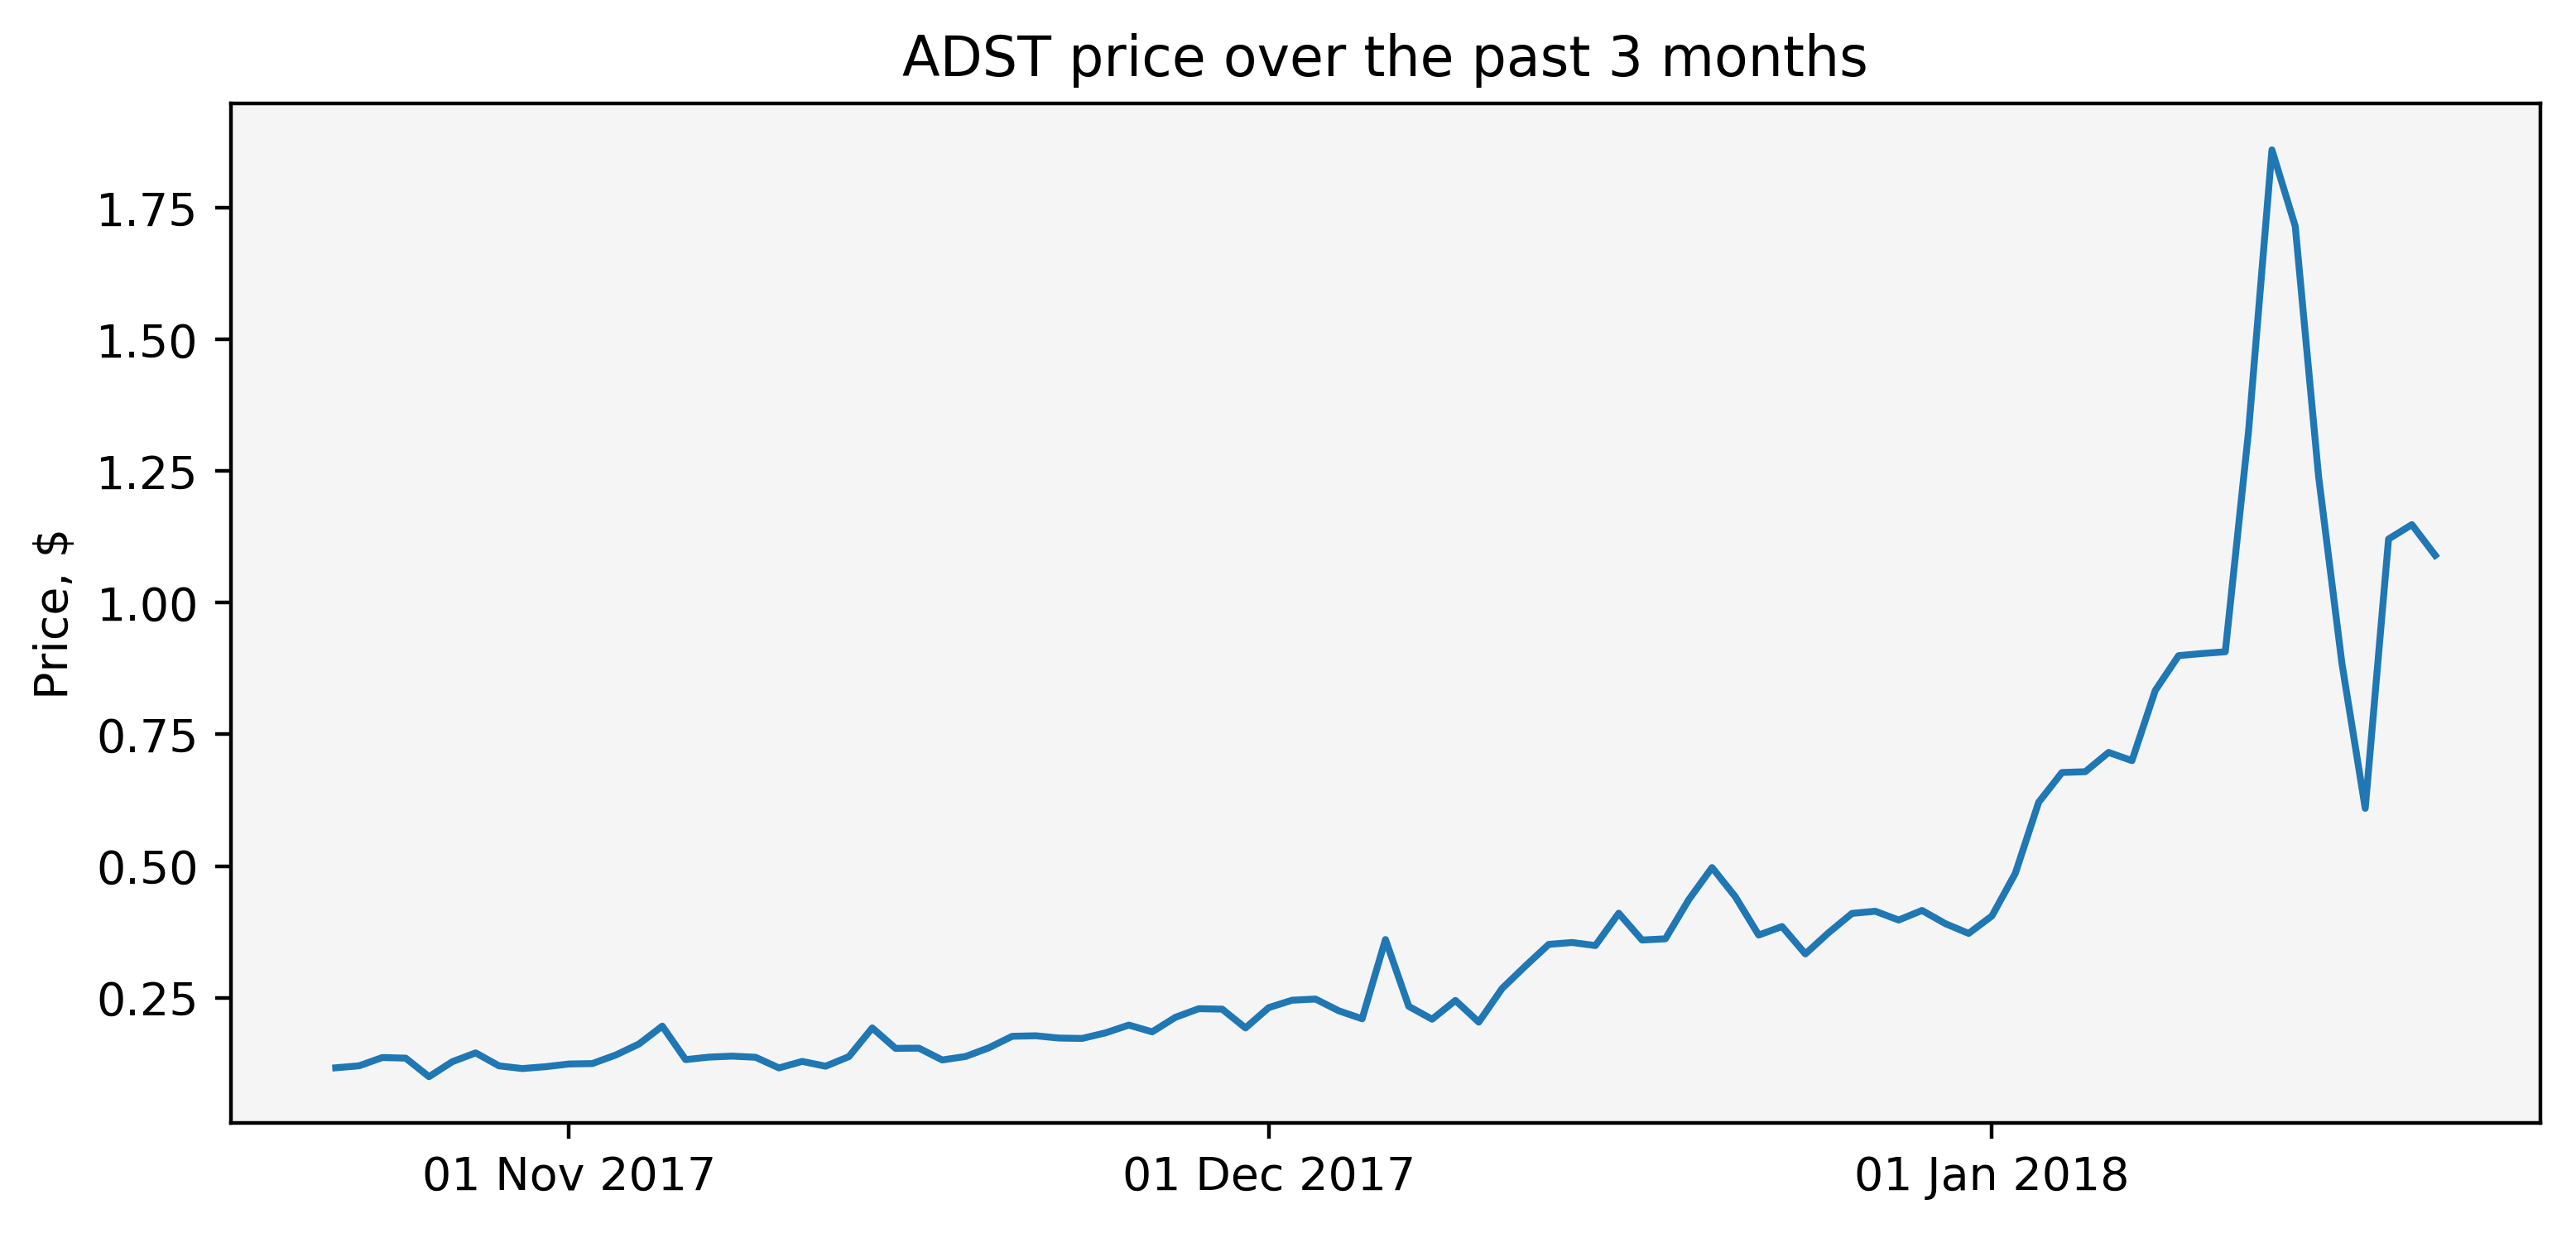 ADST price over the past 3 months
Price, $
1.75
1.50
1.25
1.00
0.75
0.50
0.25
01 Nov 2017
01 Dec 2017
01 Jan 2018